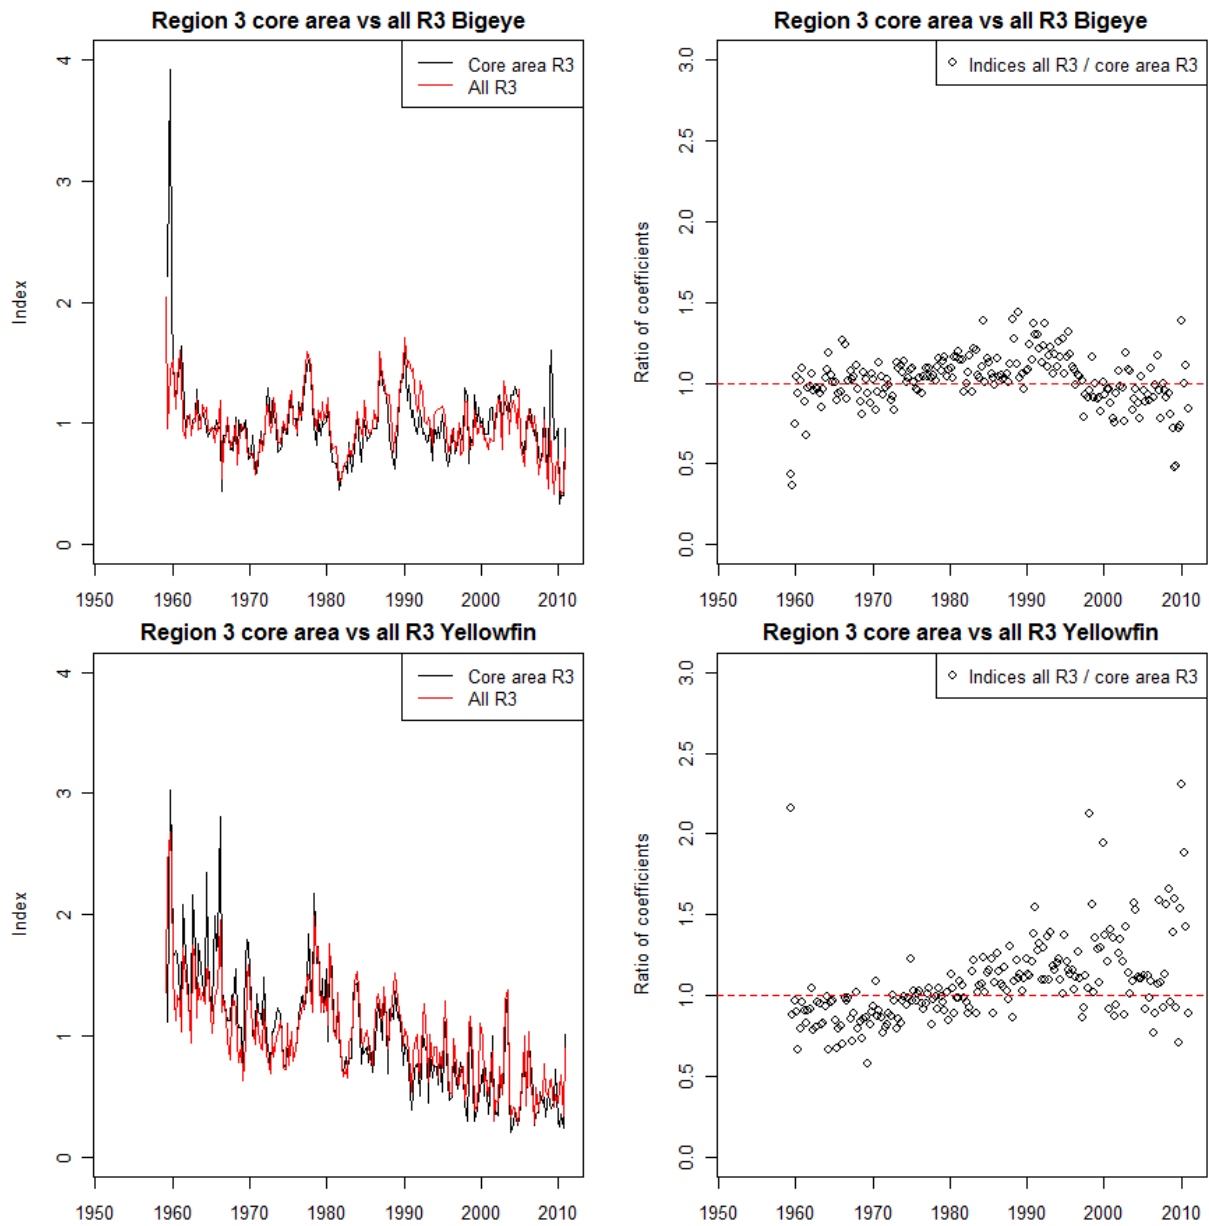 Region 3 core area vs all R3 Bigeye
Index
4
3
2
1
0
Core area R3
All R3
1950 1960 1970 1980 1990 2000 2010
Region 3 core area vs all R3 Bigeye
Ratio of coefficients
3.0
2.5
2.0
1.5
1.0
0.5
0.0
Indices all R3 / core area R3
1950 1960 1970 1980 1990 2000 2010
Region 3 core area vs all R3 Yellowfin
Index
4
3
2
1
0
Core area R3
All R3
1950 1960 1970 1980 1990 2000 2010
Region 3 core area vs all R3 Yellowfin
Ratio of coefficients
3.0
2.5
2.0
1.5
1.0
0.5
0.0
Indices all R3 / core area R3
1950 1960 1970 1980 1990 2000 2010